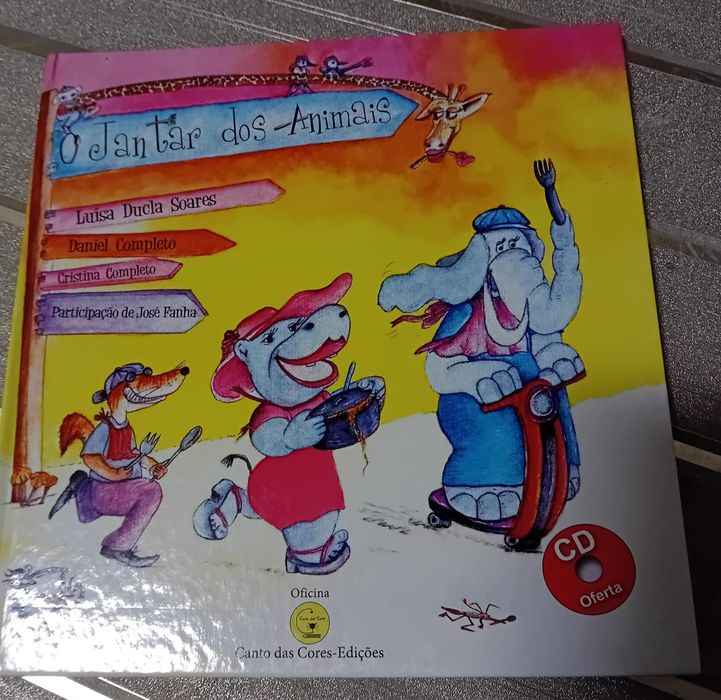 O Jantar dos Animais
Luísa Ducla Soares
Daniel Completo
Cristina Completo
Participação de José Fanha
CD
Oferta
Oficina
Canto das Cores
Canto das Cores-Edições